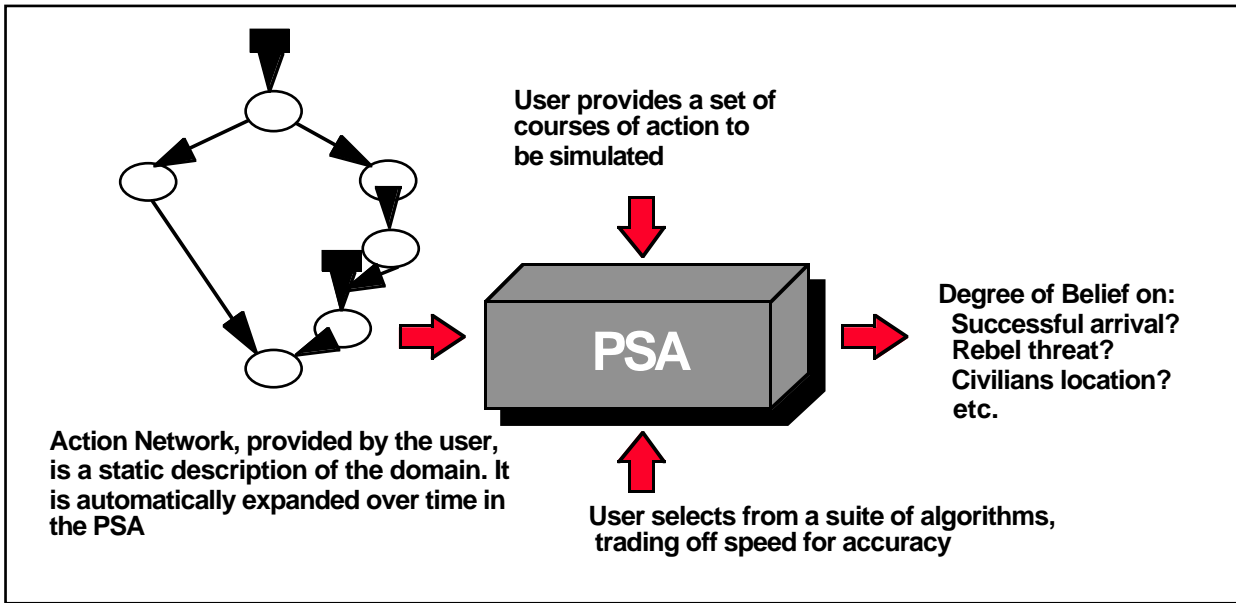 User provides a set of
courses of action to
be simulated
PSA
Degree of Belief on:
Successful arrival?
Rebel threat?
Civilians location?
etc.
Action Network, provided by the user,
is a static description of the domain. It
is automatically expanded over time in
the PSA
User selects from a suite of algorithms,
trading off speed for accuracy